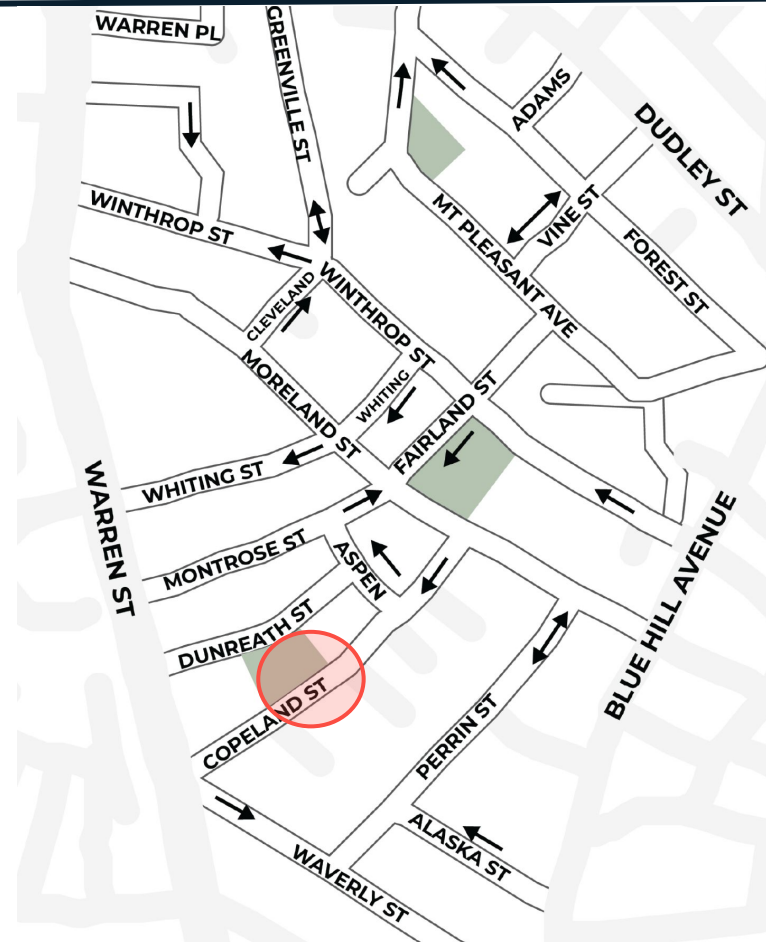 WARREN PL
GREENVILLE ST
ADAMS
DUDLEY ST
WINTHROP ST
MT PLEASANT AVE
VINE ST
FOREST ST
CLEVELAND
WINTHROP ST
MORELAND ST
WHITING
FAIRLAND ST
WHITING ST
WARREN ST
MONTROSE ST
ASPEN
BLUE HILL AVENUE
DUNREATH ST
COPELAND ST
PERRIN ST
ALASKA ST
WAVERLY ST